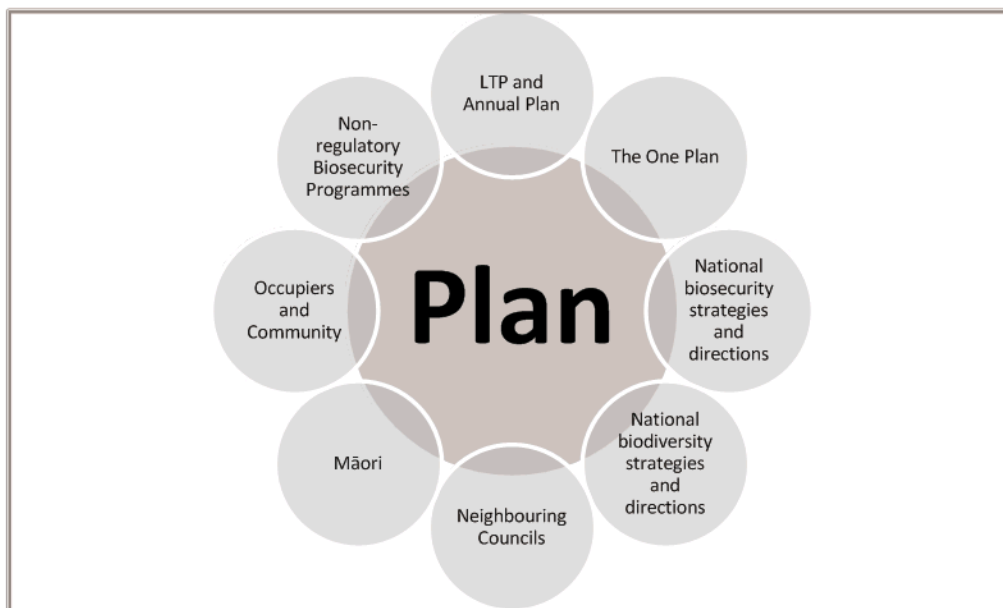 LTP and
Annual Plan
The One Plan
National
biosecurity
strategies
and
directions
National
biodiversity
strategies
and
directions
Neighbouring
Councils
Māori
Occupiers
and
Community
Non-
regulatory
Biosecurity
Programmes
Plan